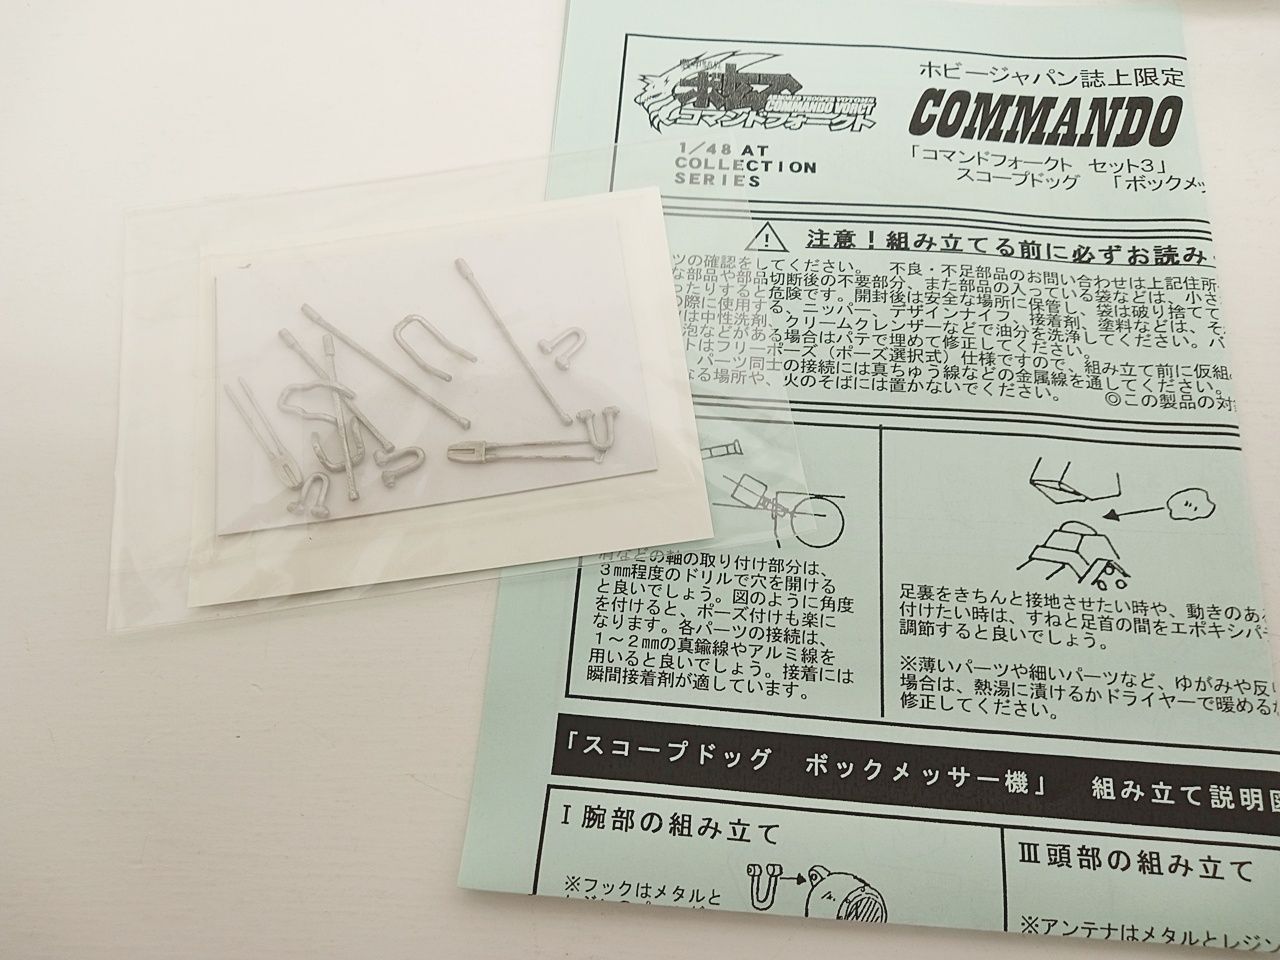 ボトムズ
ARMORED TROOPER VOTOMS
COMMANDO VORCT
コマンドフォークト
1/48 AT
COLLECTION
SERIES
ホビージャパン誌上限定
COMMANDO
「コマンドフォークト セット3」
スコープドッグ 「ボックメッ
注意！組み立てる前に必ずお読み
ツの確認をしてください。 不良・不足部品のお問い合わせは上記住所
な部品や部品切断後の不要部分、また部品の入っている袋などは、小さ
ったりすると危険です。開封後は安全な場所に保管し、袋は破り捨てて
の際に使用する、ニッパー、デザインナイフ、接着剤、塗料などは、そ
は中性洗剤、クリームクレンザーなどで油分を洗浄してください。パ
泡などがある場合はパテで埋めて修正してください。
トはフリーポーズ（ポーズ選択式）仕様ですので、組み立て前に仮組
パーツ同士の接続には真ちゅう線などの金属線を通してください。
なる場所や、火のそばには置かないでください。 ◎この製品の対
肩などの軸の取り付け部分は、
3㎜程度のドリルで穴を開ける
と良いでしょう。図のように角度
を付けると、ポーズ付けも楽に
なります。各パーツの接続は、
1～2㎜の真鍮線やアルミ線を
用いると良いでしょう。接着には
瞬間接着剤が適しています。
足裏をきちんと接地させたい時や、動きのあ
付けたい時は、すねと足首の間をエポキシパ
調節すると良いでしょう。
※薄いパーツや細いパーツなど、ゆがみや反
場合は、熱湯に漬けるかドライヤーで暖める
修正してください。
「スコープドッグ ボックメッサー機」 組み立て説明図
Ⅰ腕部の組み立て
※フックはメタルと
Ⅲ頭部の組み立て
※アンテナはメタルとレジン